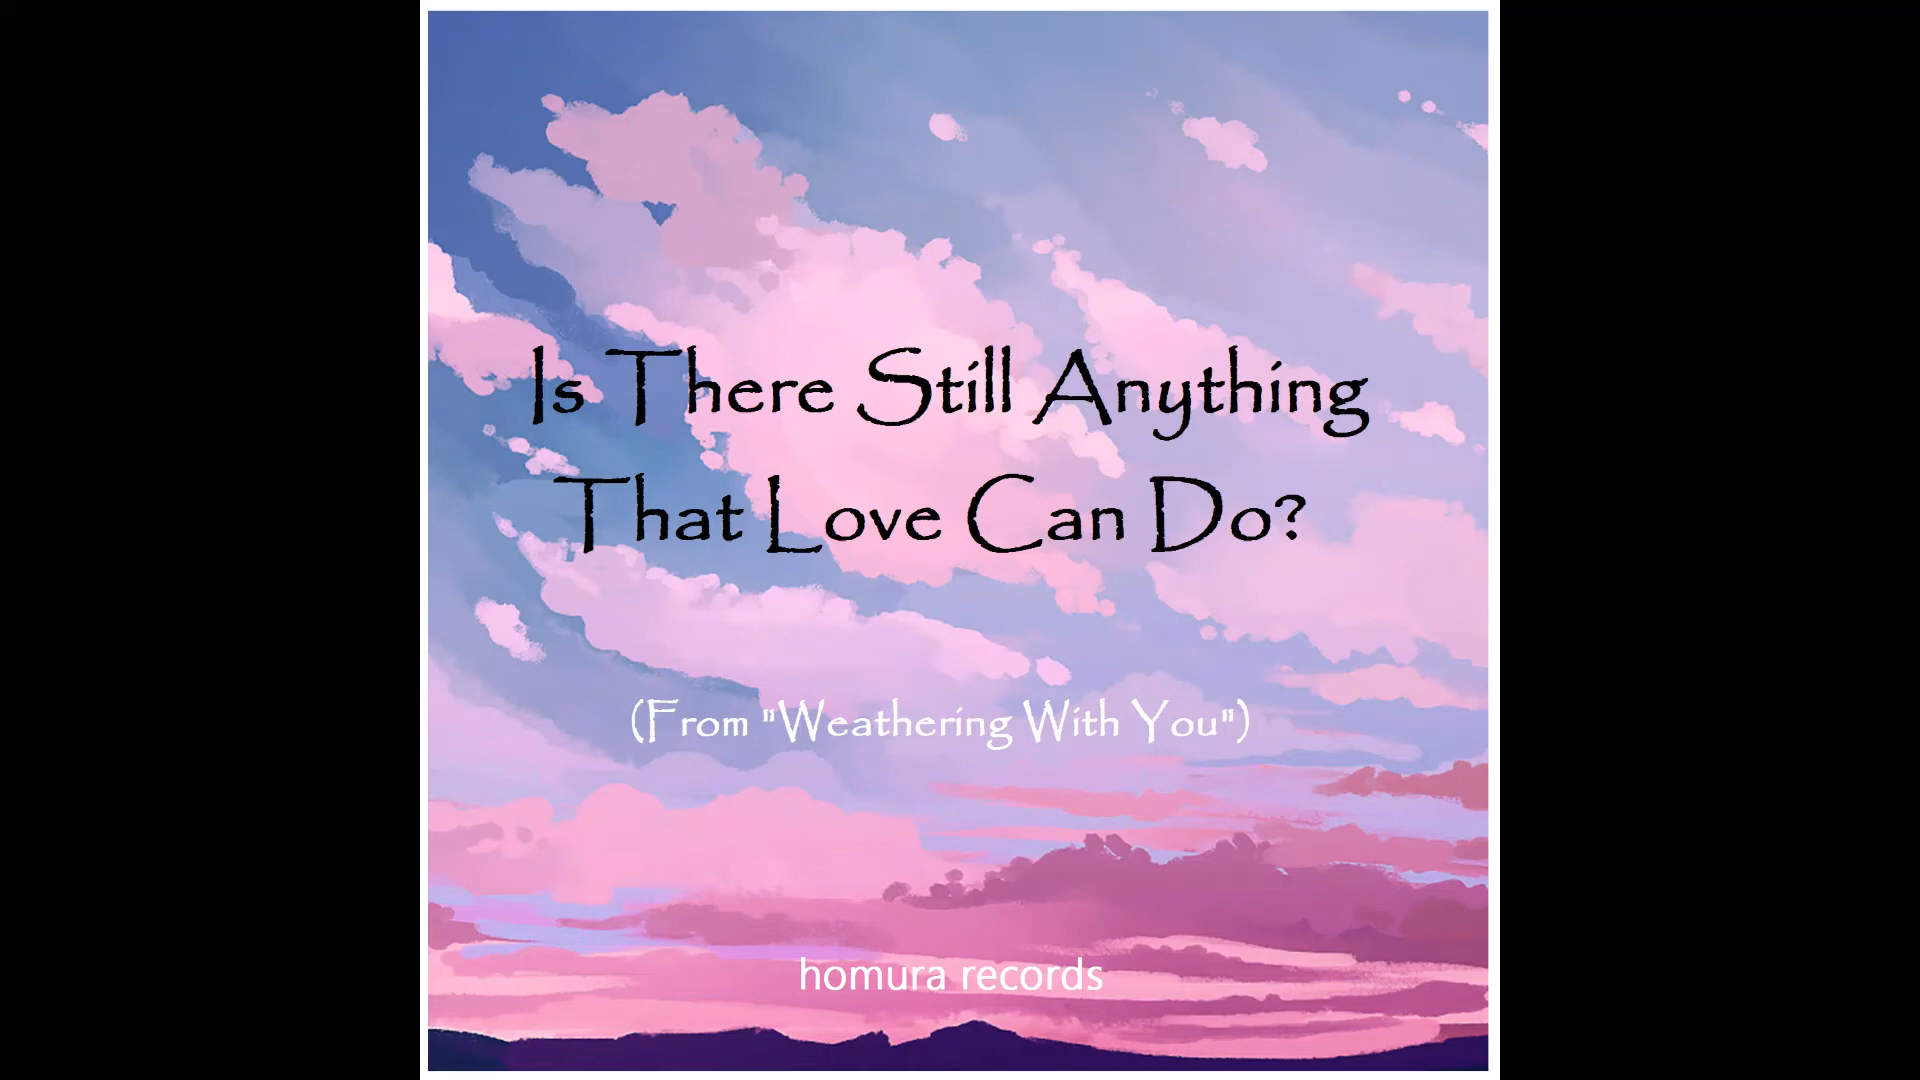 Is There Still Anything
That Love Can Do?
(From "Weathering With You")
homura records